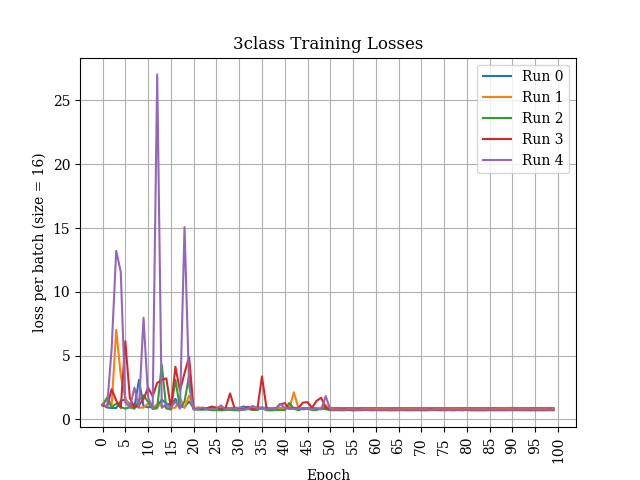 3class Training Losses
loss per batch (size = 16)
25
20
15
10
5
0
Run 0
Run 1
Run 2
Run 3
Run 4
0 5 10 15 20 25 30 35 40 45 50 55 60 65 70 75 80 85 90 95 100
Epoch